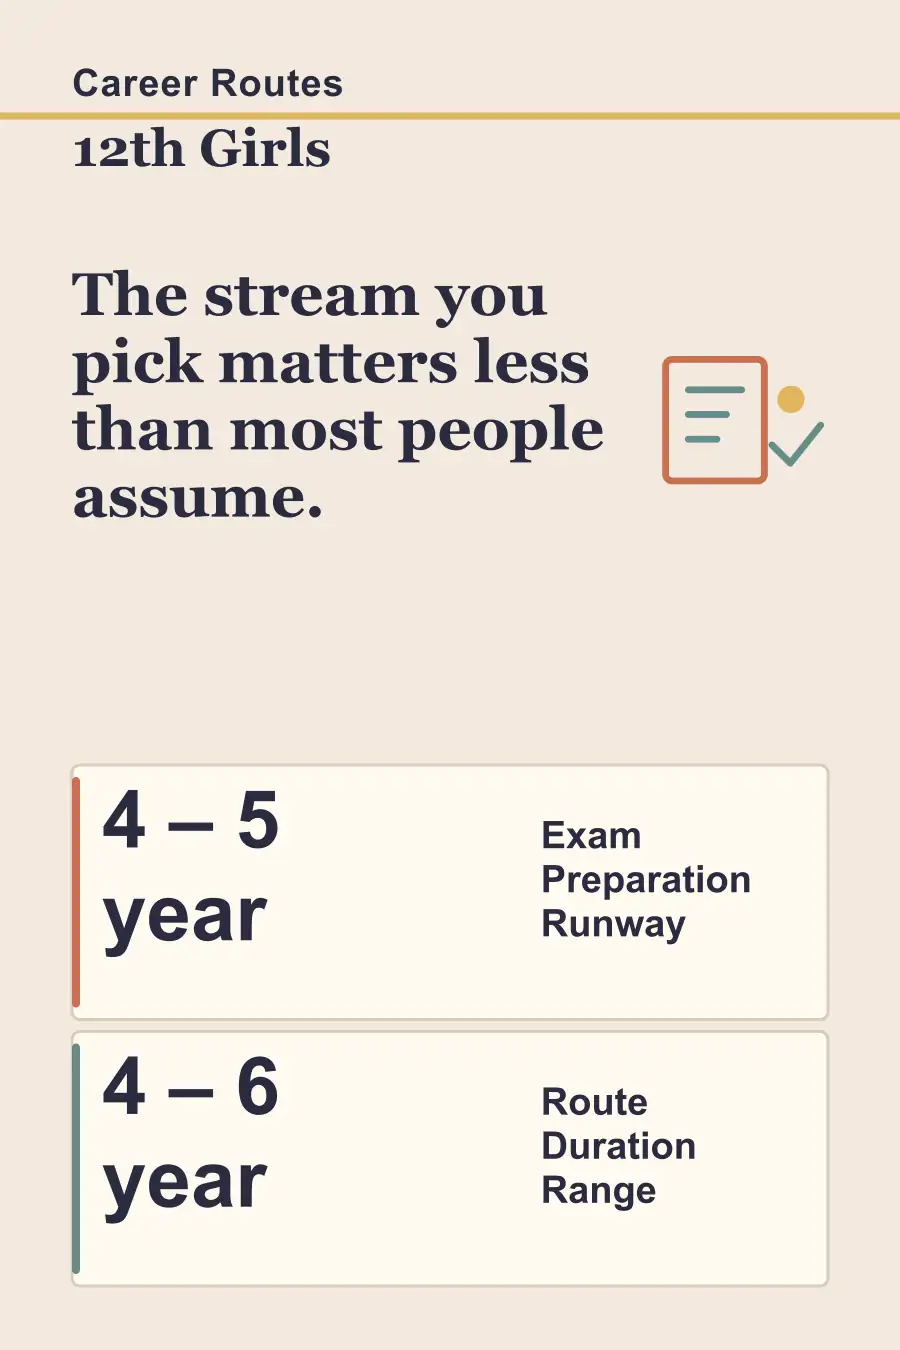 Career Routes
12th Girls
The stream you
pick matters less
than most people
assume.
4 – 5
year
Exam
Preparation
Runway
4 – 6
year
Route
Duration
Range